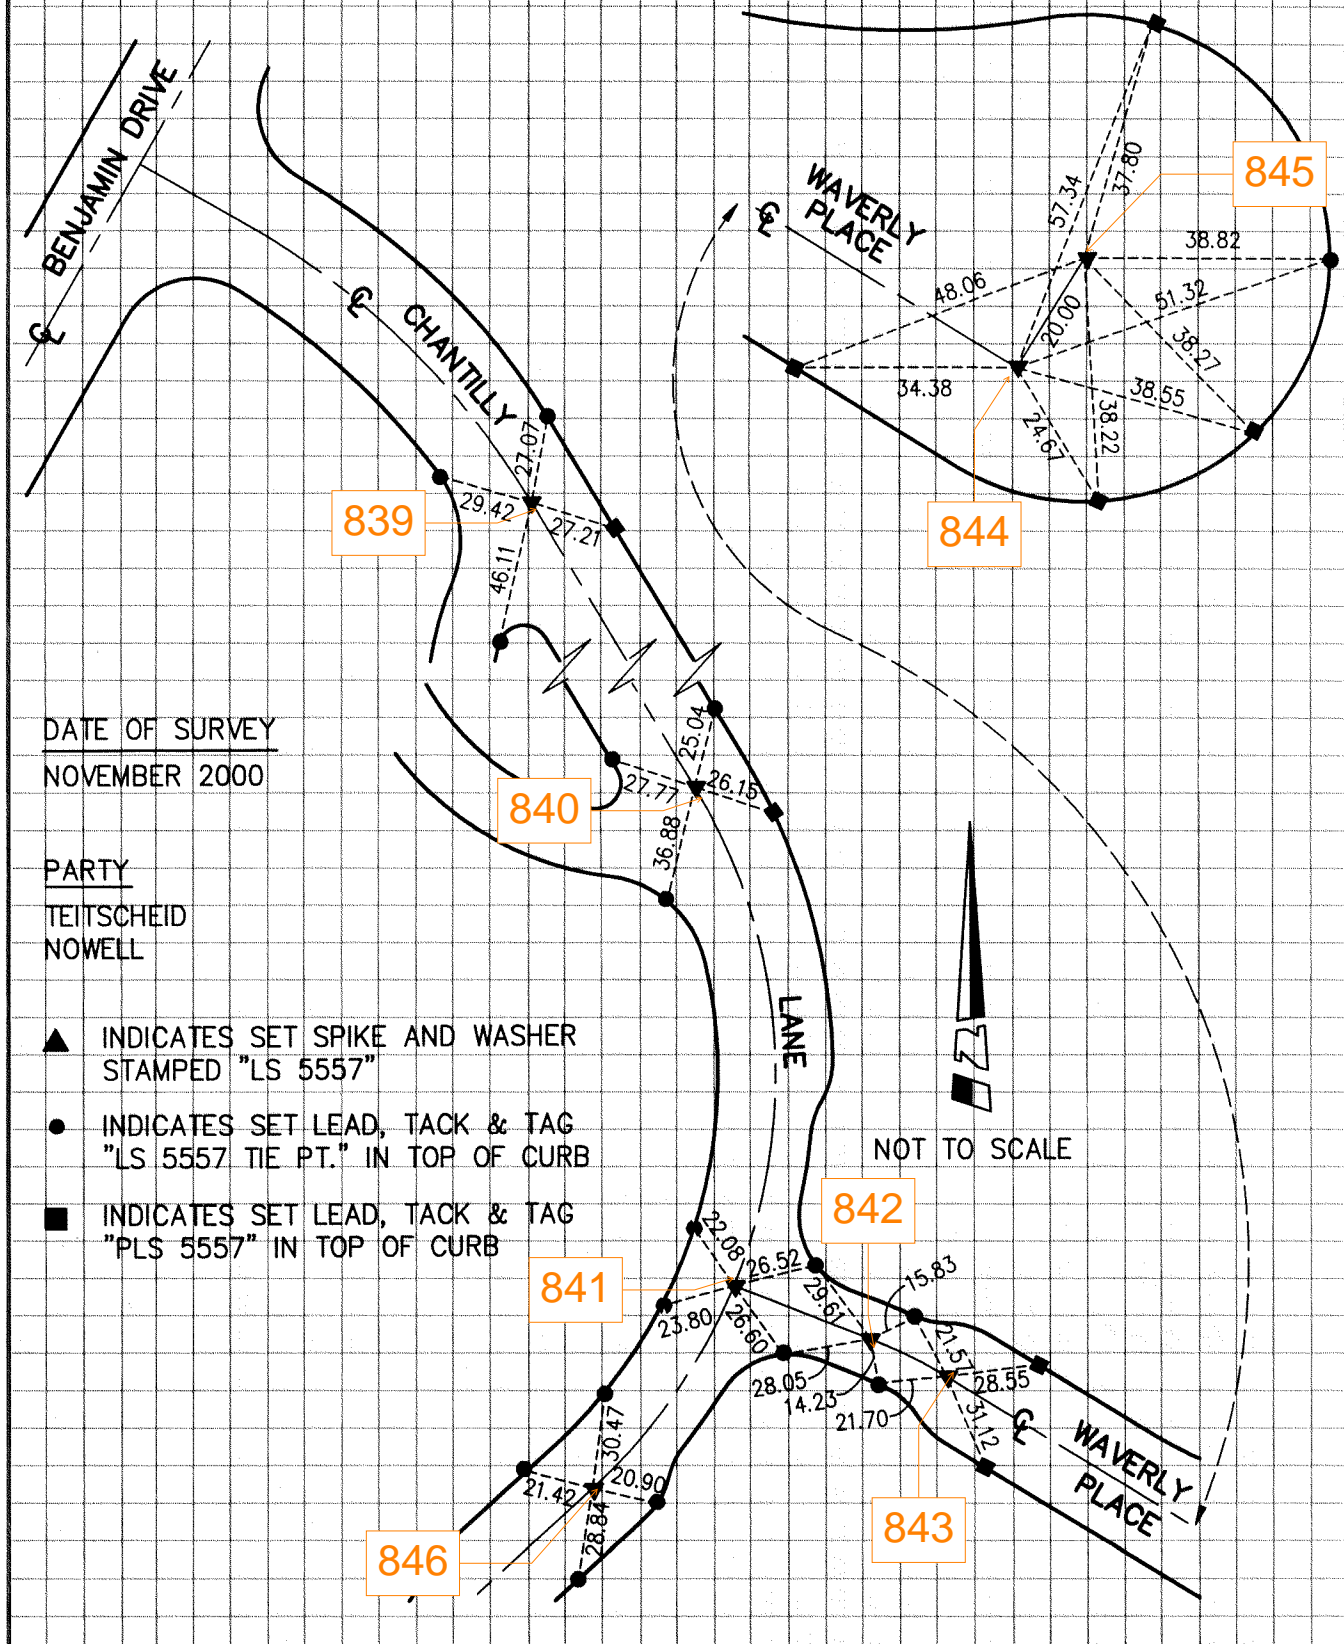 BENJAMIN DRIVE
℄
℄
CHANTILLY
LANE
WAVERLY
PLACE
℄
57.34
37.80
845
38.82
48.06
51.32
20.00
38.27
34.38
38.55
24.67
38.22
844
27.07
29.42
839
27.21
46.11
25.04
27.77
26.15
840
36.88
DATE OF SURVEY
NOVEMBER 2000
PARTY
TEITSCHEID
NOWELL
INDICATES SET SPIKE AND WASHER
STAMPED "LS 5557"
INDICATES SET LEAD, TACK & TAG
"LS 5557 TIE PT." IN TOP OF CURB
INDICATES SET LEAD, TACK & TAG
"PLS 5557" IN TOP OF CURB
NOT TO SCALE
842
22.08
26.52
841
29.61
15.83
23.80
26.60
21.57
28.05
28.55
14.23
21.70
31.12
℄
WAVERLY
PLACE
843
30.47
20.90
21.42
28.84
846